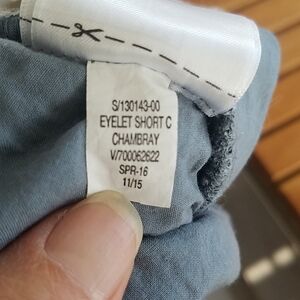 S/130143-00
EYELET SHORT C
CHAMBRAY
V/700062622
SPR-16
11/15